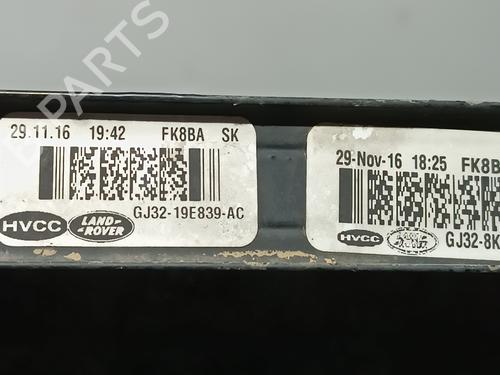 29.11.16 19:42 FK8BA SK
GJ32-19E839-AC
HVCC LAND-ROVER
29-Nov-16 18:25 FK8B
HVCC GJ32-8K
B-PARTS